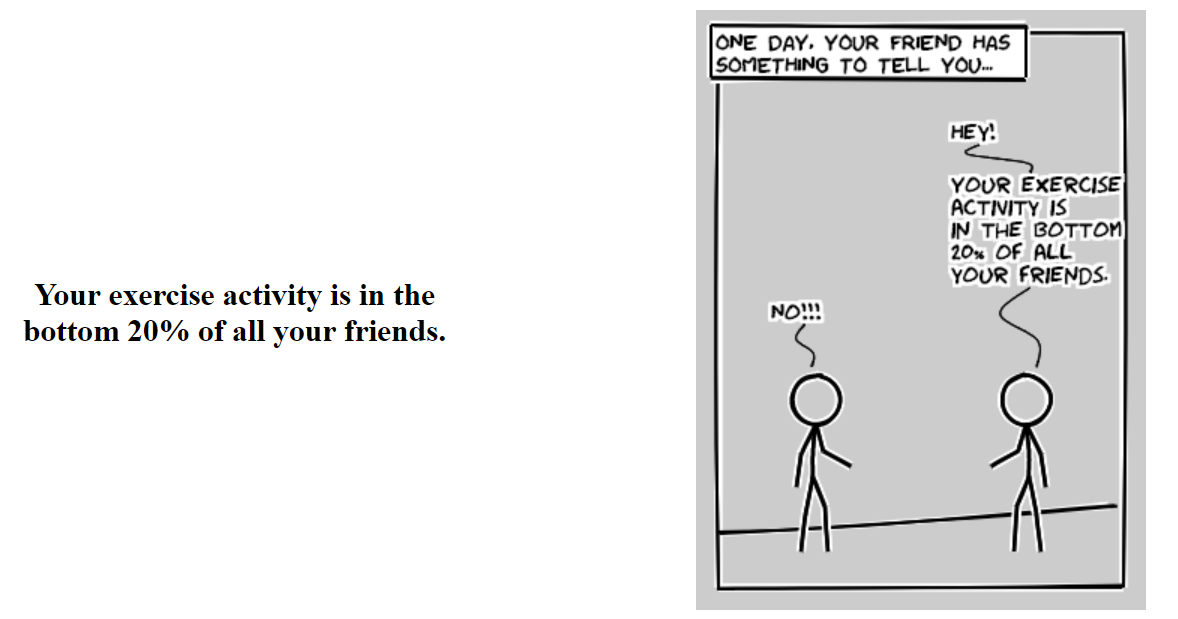 Your exercise activity is in the
bottom 20% of all your friends.
ONE DAY, YOUR FRIEND HAS
SOMETHING TO TELL YOU...
HEY!
YOUR EXERCISE
ACTIVITY IS
IN THE BOTTOM
20% OF ALL
YOUR FRIENDS.
NO!!!